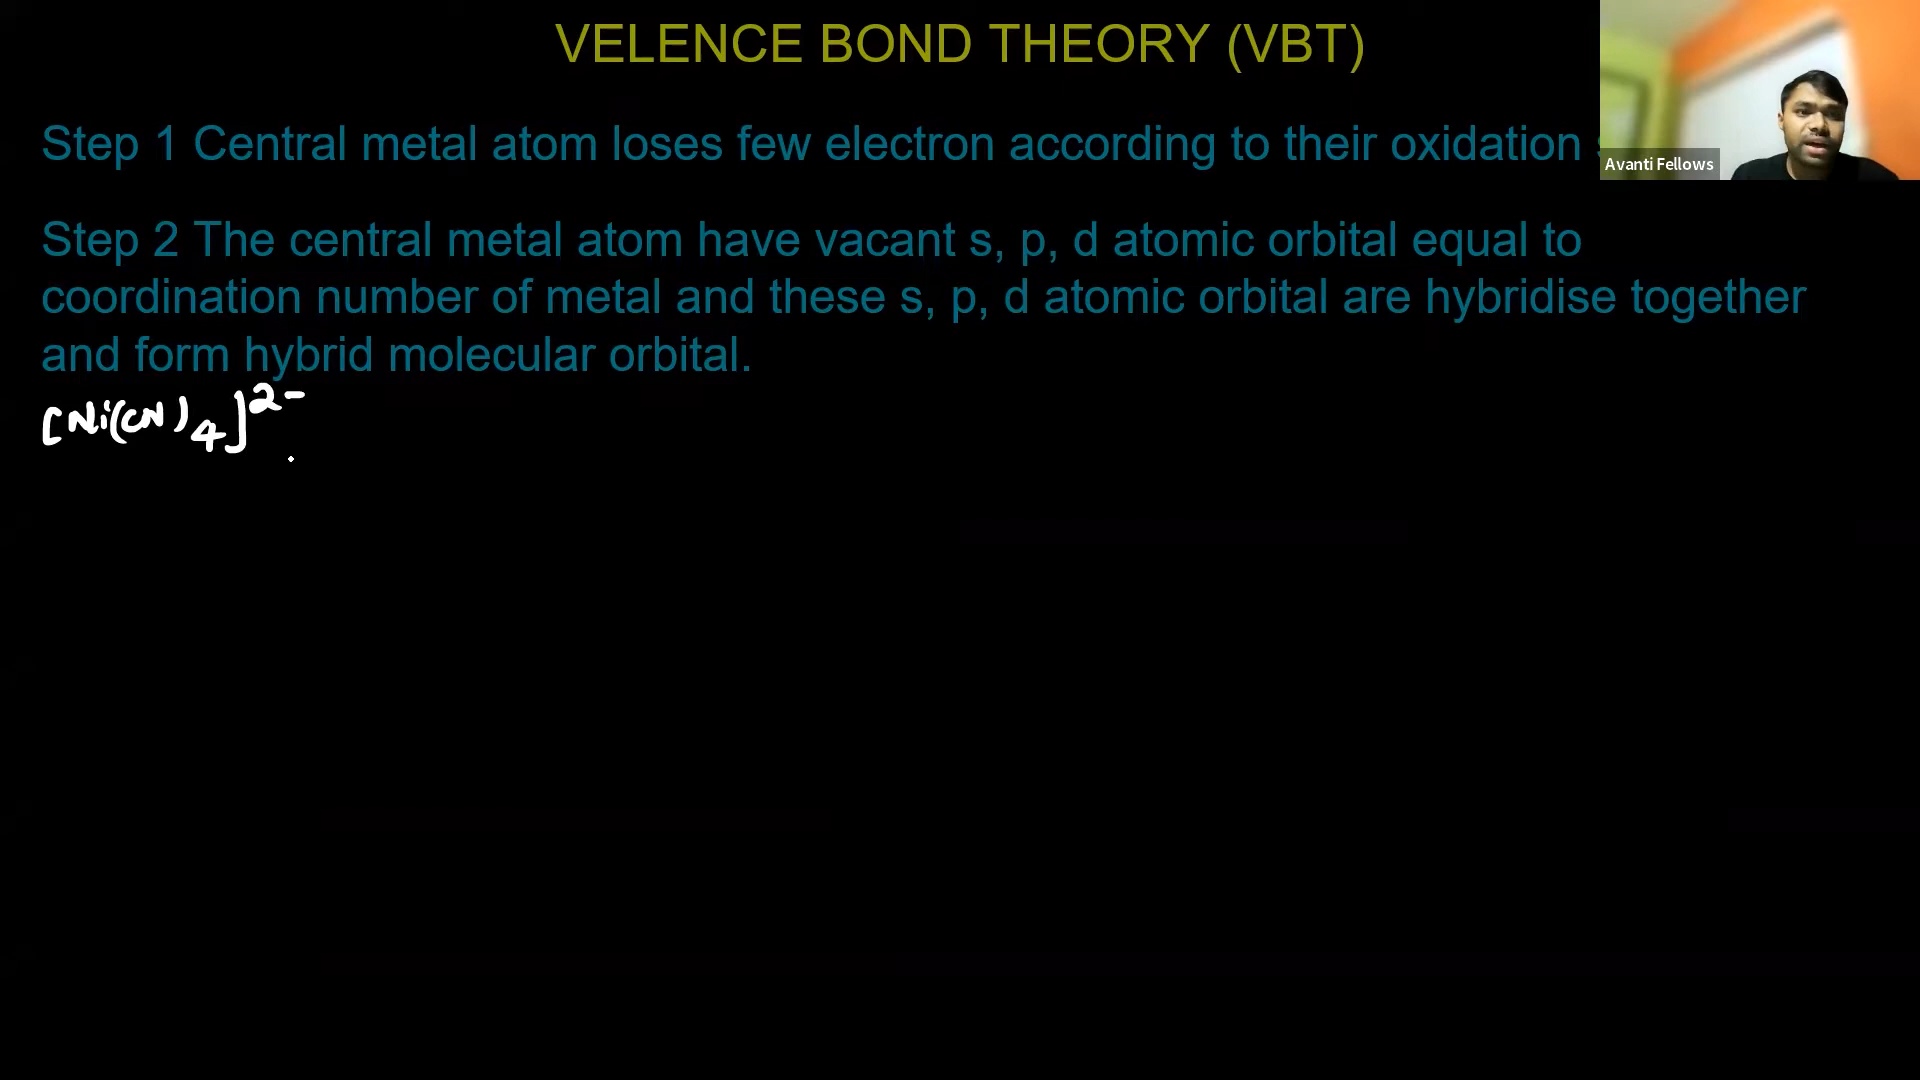 VELENCE BOND THEORY (VBT)
Step 1 Central metal atom loses few electron according to their oxidation
Avanti Fellows
Step 2 The central metal atom have vacant s, p, d atomic orbital equal to
coordination number of metal and these s, p, d atomic orbital are hybridise together
and form hybrid molecular orbital.
[Ni(CN)₄]²⁻